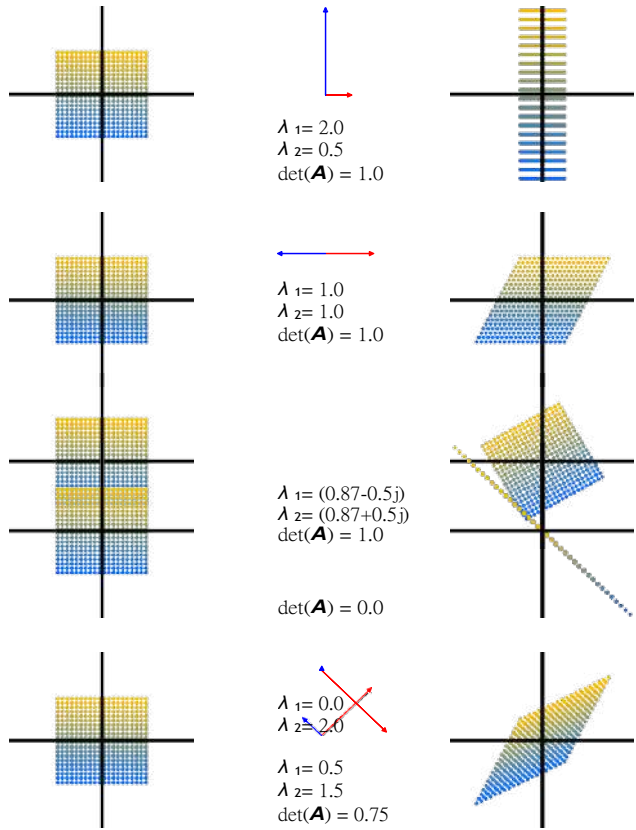 λ 1= 2.0
λ 2= 0.5
det(A) = 1.0
λ 1= 1.0
λ 2= 1.0
det(A) = 1.0
λ 1= (0.87-0.5j)
λ 2= (0.87+0.5j)
det(A) = 1.0
det(A) = 0.0
λ 1= 0.0
λ 2= 2.0
λ 1= 0.5
λ 2= 1.5
det(A) = 0.75